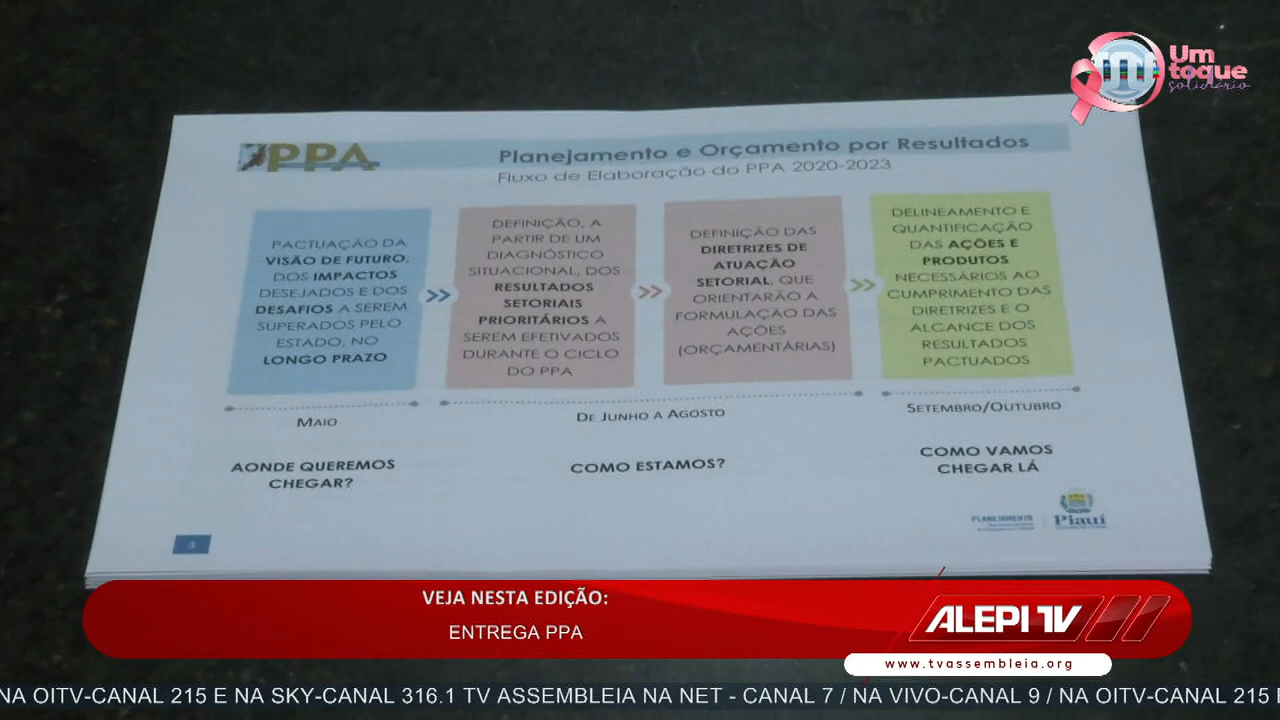 Um
toque
solidário
PPA
Planejamento e Orçamento por Resultados
Fluxo de Elaboração do PPA 2020-2023
PACTUAÇÃO DA
VISÃO DE FUTURO,
DOS IMPACTOS
DESEJADOS E DOS
DESAFIOS A SEREM
SUPERADOS PELO
ESTADO, NO
LONGO PRAZO
DEFINIÇÃO, A
PARTIR DE UM
DIAGNÓSTICO
SITUACIONAL, DOS
RESULTADOS
SETORIAIS
PRIORITÁRIOS A
SEREM EFETIVADOS
DURANTE O CICLO
DO PPA
DEFINIÇÃO DAS
DIRETRIZES DE
ATUAÇÃO
SETORIAL, QUE
ORIENTARÃO A
FORMULAÇÃO DAS
AÇÕES
(ORÇAMENTÁRIAS)
DELINEAMENTO E
QUANTIFICAÇÃO
DAS AÇÕES E
PRODUTOS
NECESSÁRIOS AO
CUMPRIMENTO DAS
DIRETRIZES E O
ALCANCE DOS
RESULTADOS
PACTUADOS
MAIO
DE JUNHO A AGOSTO
SETEMBRO/OUTUBRO
AONDE QUEREMOS
CHEGAR?
COMO ESTAMOS?
COMO VAMOS
CHEGAR LÁ
PLANEJAMENTO
Piauí
3
VEJA NESTA EDIÇÃO:
ENTREGA PPA
ALEPI TV
www.tvassembleia.org
NA OITV-CANAL 215 E NA SKY-CANAL 316.1 TV ASSEMBLEIA NA NET - CANAL 7 / NA VIVO-CANAL 9 / NA OITV-CANAL 215 E